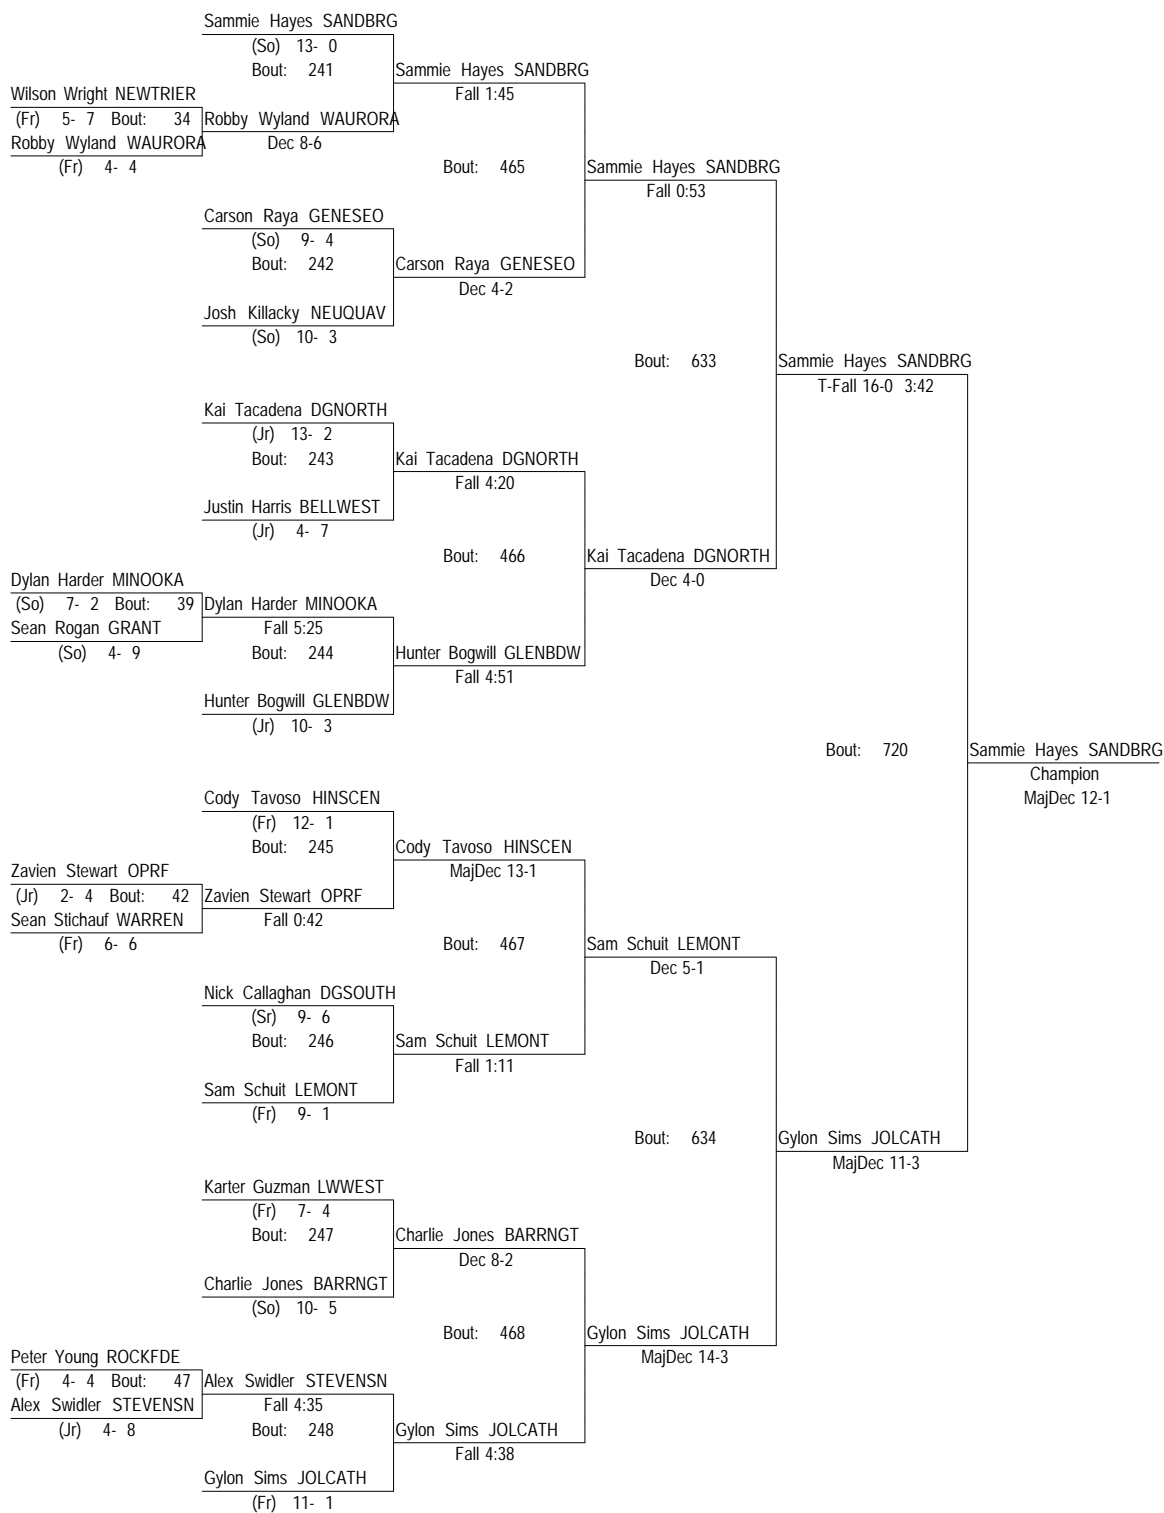 Sammie Hayes SANDBRG
(So) 13- 0
Bout: 241
Sammie Hayes SANDBRG
Fall 1:45
Wilson Wright NEWTRIER
(Fr) 5- 7 Bout: 34
Robby Wyland WAURORA
Robby Wyland WAURORA
Dec 8-6
(Fr) 4- 4
Bout: 465
Sammie Hayes SANDBRG
Fall 0:53
Carson Raya GENESEO
(So) 9- 4
Bout: 242
Carson Raya GENESEO
Dec 4-2
Josh Killacky NEUQUAV
(So) 10- 3
Bout: 633
Sammie Hayes SANDBRG
T-Fall 16-0 3:42
Kai Tacadena DGNORTH
(Jr) 13- 2
Bout: 243
Kai Tacadena DGNORTH
Fall 4:20
Justin Harris BELLWEST
(Jr) 4- 7
Bout: 466
Kai Tacadena DGNORTH
Dec 4-0
Dylan Harder MINOOKA
(So) 7- 2 Bout: 39
Dylan Harder MINOOKA
Sean Rogan GRANT
Fall 5:25
(So) 4- 9
Bout: 244
Hunter Bogwill GLENBDW
Fall 4:51
Hunter Bogwill GLENBDW
(Jr) 10- 3
Bout: 720
Sammie Hayes SANDBRG
Champion
MajDec 12-1
Cody Tavoso HINSCEN
(Fr) 12- 1
Bout: 245
Cody Tavoso HINSCEN
MajDec 13-1
Zavien Stewart OPRF
(Jr) 2- 4 Bout: 42
Zavien Stewart OPRF
Sean Stichauf WARREN
Fall 0:42
(Fr) 6- 6
Bout: 467
Sam Schuit LEMONT
Dec 5-1
Nick Callaghan DGSOUTH
(Sr) 9- 6
Bout: 246
Sam Schuit LEMONT
Fall 1:11
Sam Schuit LEMONT
(Fr) 9- 1
Bout: 634
Gylon Sims JOLCATH
MajDec 11-3
Karter Guzman LWWEST
(Fr) 7- 4
Bout: 247
Charlie Jones BARRNGT
Dec 8-2
Charlie Jones BARRNGT
(So) 10- 5
Bout: 468
Gylon Sims JOLCATH
MajDec 14-3
Peter Young ROCKFDE
(Fr) 4- 4 Bout: 47
Alex Swidler STEVENSN
Alex Swidler STEVENSN
Fall 4:35
(Jr) 4- 8
Bout: 248
Gylon Sims JOLCATH
Fall 4:38
Gylon Sims JOLCATH
(Fr) 11- 1